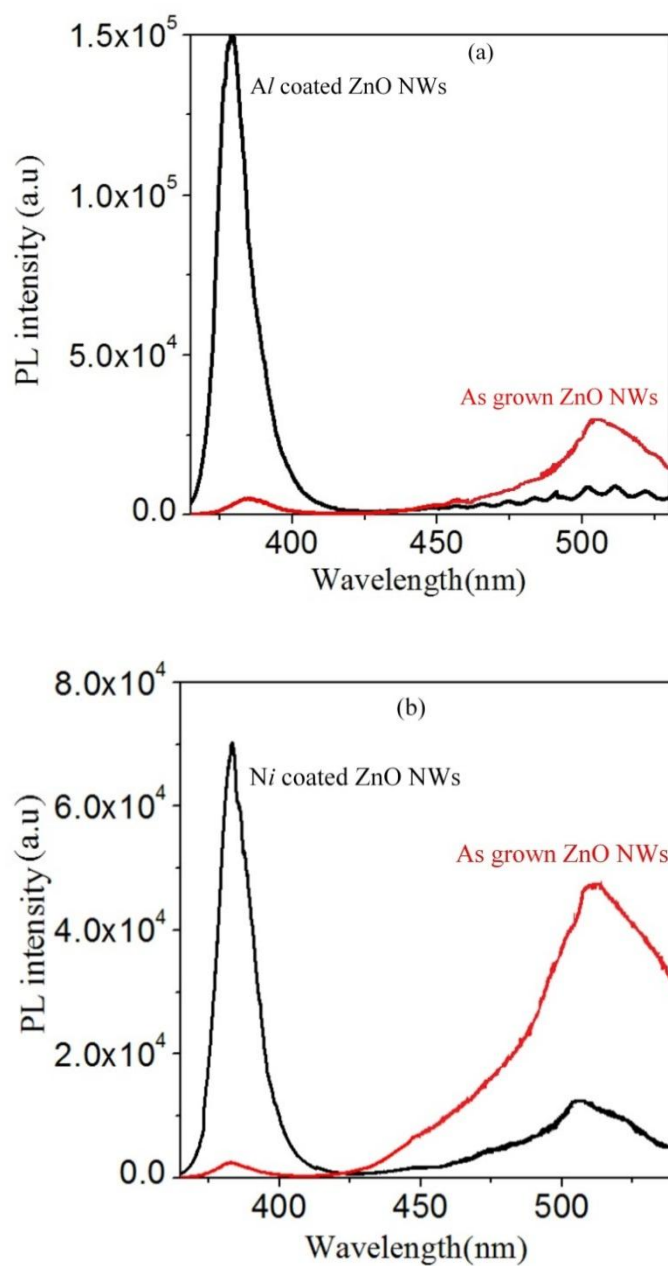 (a)
1.5x10^5
Al coated ZnO NWs
1.0x10^5
PL intensity (a.u)
5.0x10^4
As grown ZnO NWs
0.0
400 450 500
Wavelength(nm)
8.0x10^4
(b)
Ni coated ZnO NWs
6.0x10^4
As grown ZnO NWs
PL intensity (a.u)
4.0x10^4
2.0x10^4
0.0
400 450 500
Wavelength(nm)